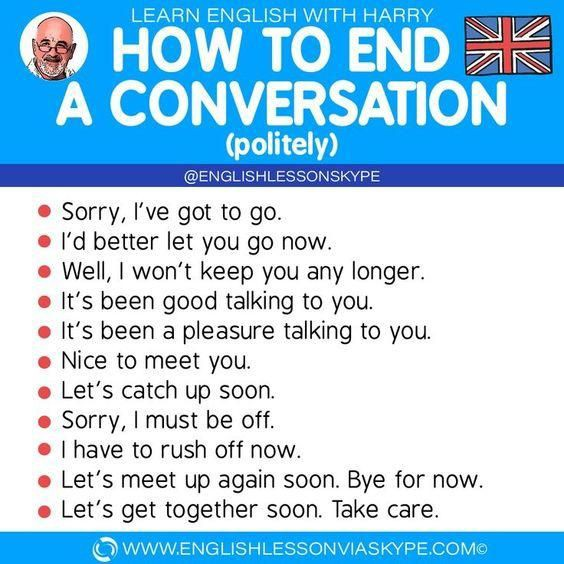 LEARN ENGLISH WITH HARRY
HOW TO END
A CONVERSATION
(politely)
@ENGLISHLESSONSKYPE
• Sorry, I've got to go.
• I'd better let you go now.
• Well, I won't keep you any longer.
• It's been good talking to you.
• It's been a pleasure talking to you.
• Nice to meet you.
• Let's catch up soon.
• Sorry, I must be off.
• I have to rush off now.
• Let's meet up again soon. Bye for now.
• Let's get together soon. Take care.
WWW.ENGLISHLESSONVIASKYPE.COM©